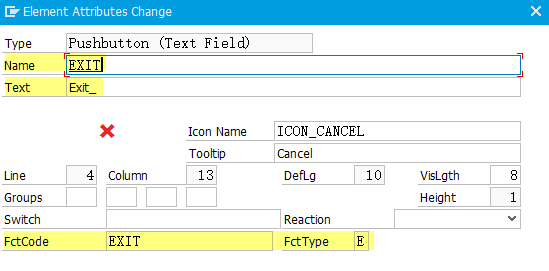 Element Attributes Change
Type Pushbutton (Text Field)
Name EXIT
Text Exit_
Icon Name ICON_CANCEL
Tooltip Cancel
Line 4 Column 13 DefLg 10 VisLgth 8
Groups Height 1
Switch Reaction
FctCode EXIT FctType E